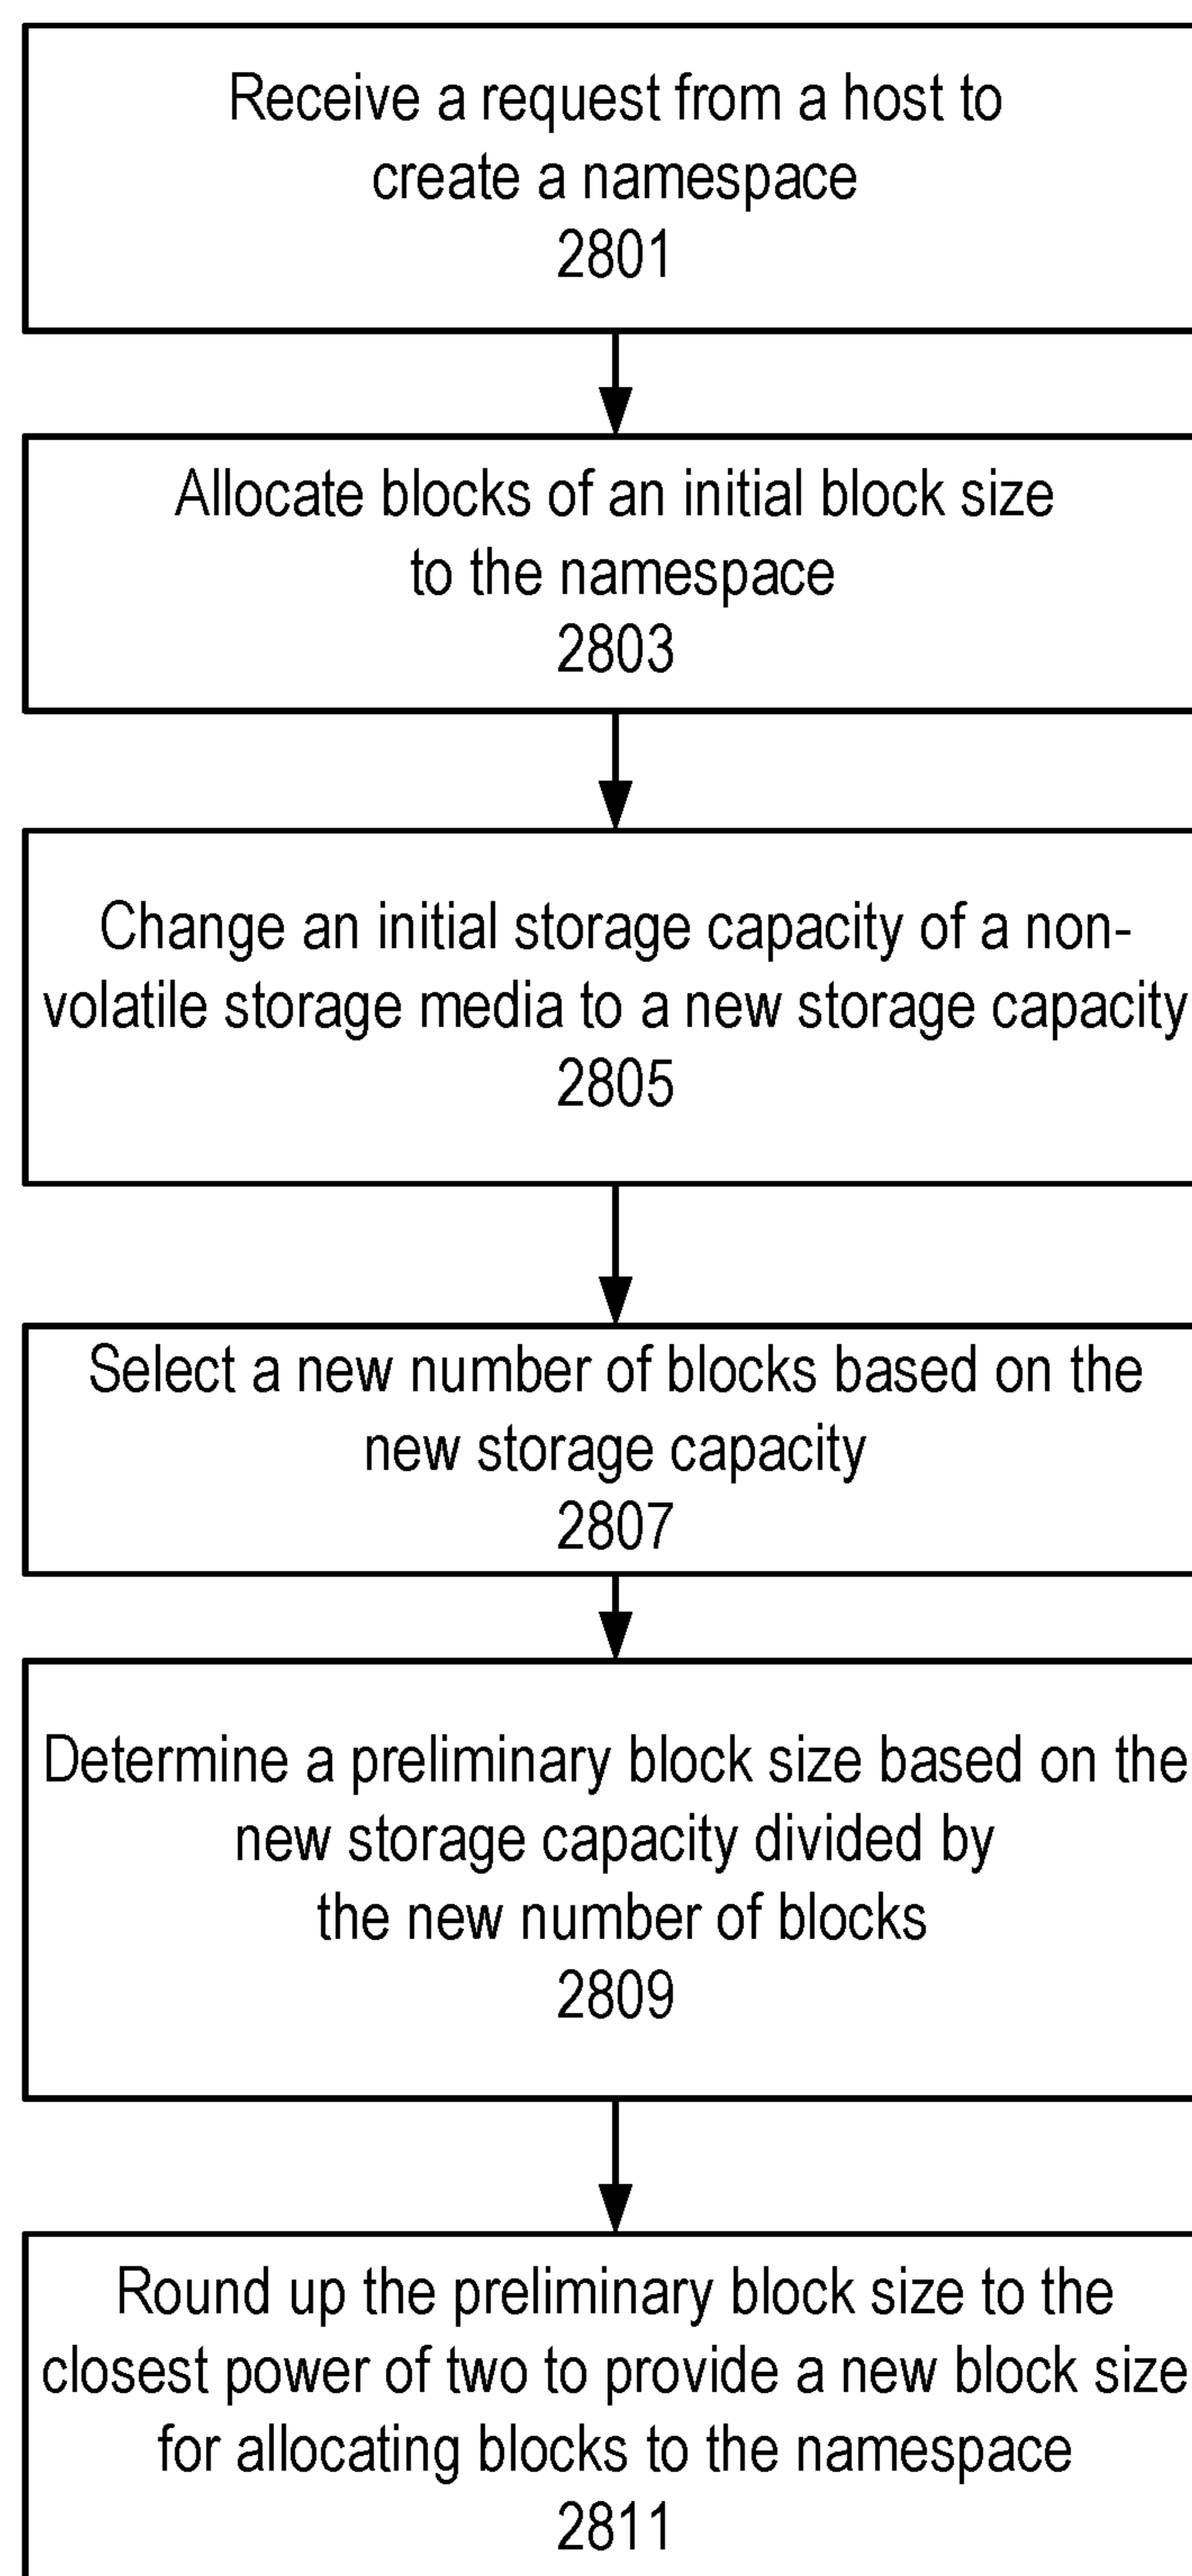 Receive a request from a host to
create a namespace
2801
Allocate blocks of an initial block size
to the namespace
2803
Change an initial storage capacity of a non-
volatile storage media to a new storage capacity
2805
Select a new number of blocks based on the
new storage capacity
2807
Determine a preliminary block size based on the
new storage capacity divided by
the new number of blocks
2809
Round up the preliminary block size to the
closest power of two to provide a new block size
for allocating blocks to the namespace
2811